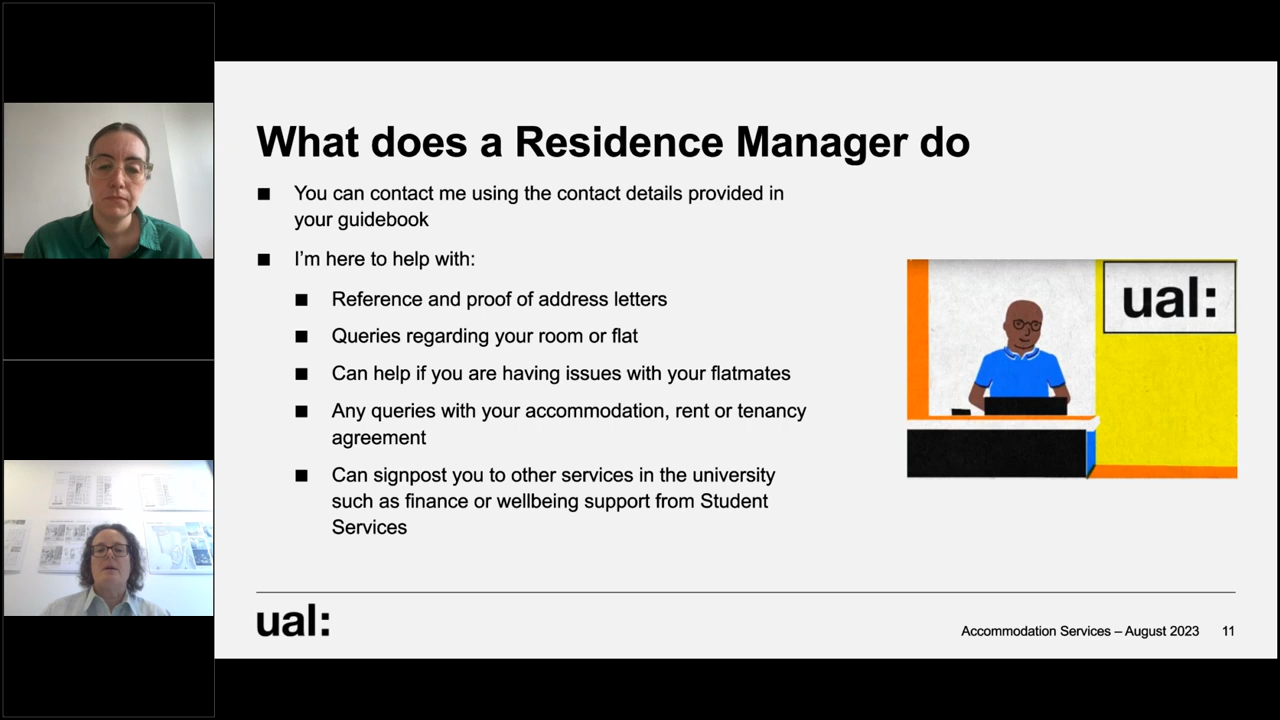 What does a Residence Manager do
■ You can contact me using the contact details provided in
your guidebook
■ I'm here to help with:
■ Reference and proof of address letters
■ Queries regarding your room or flat
■ Can help if you are having issues with your flatmates
■ Any queries with your accommodation, rent or tenancy
agreement
■ Can signpost you to other services in the university
such as finance or wellbeing support from Student
Services
ual:
ual:
Accommodation Services – August 2023 11